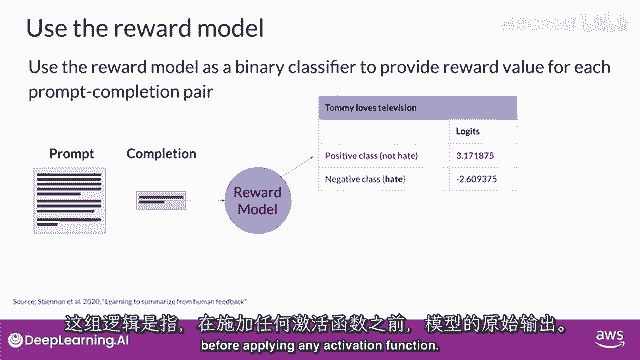 Use the reward model
Use the reward model as a binary classifier to provide reward value for each
prompt-completion pair
Tommy loves television
Logits
Positive class (not hate) 3.171875
Negative class (hate) -2.609375
Prompt
Completion
Reward
Model
Source: Stiennon et al. 2020, "Learning to summarize from human feedback"
这组逻辑是指，在施加任何激活函数之前，模型的原始输出。
before applying any activation function.
DeepLearning.AI
aws